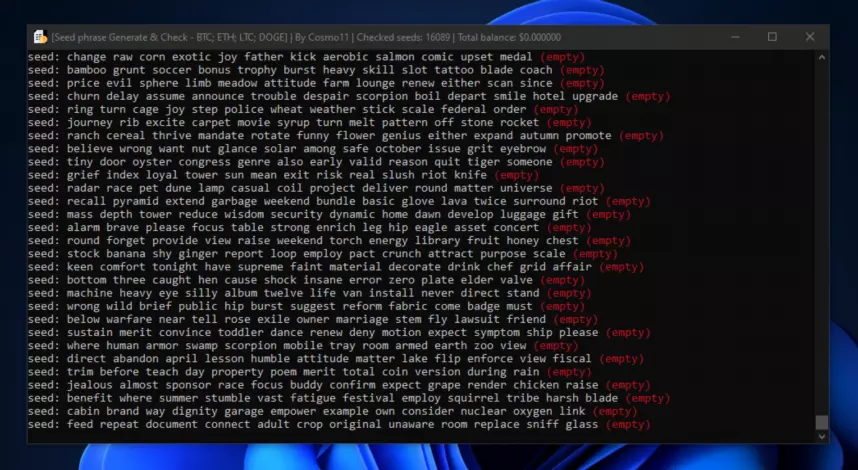 [Seed phrase Generate & Check - BTC; ETH; LTC; DOGE] | By Cosmo11 | Checked seeds: 16089 | Total balance: $0.000000
seed: change raw corn exotic joy father kick aerobic salmon comic upset medal (empty)
seed: bamboo grunt soccer bonus trophy burst heavy skill slot tattoo blade coach (empty)
seed: price evil sphere limb meadow attitude farm lounge renew either scan since (empty)
seed: churn delay assume announce trouble despair scorpion boil depart smile hotel upgrade (empty)
seed: ring turn cage joy step police wheat weather stick scale federal order (empty)
seed: journey rib excite carpet movie syrup turn melt pattern off stone rocket (empty)
seed: ranch cereal thrive mandate rotate funny flower genius either expand autumn promote (empty)
seed: believe wrong want nut glance solar among safe october issue grit eyebrow (empty)
seed: tiny door oyster congress genre also early valid reason quit tiger someone (empty)
seed: grief index loyal tower sun mean exit risk real slush riot knife (empty)
seed: radar race pet dune lamp casual coil project deliver round matter universe (empty)
seed: recall pyramid extend garbage weekend bundle basic glove lava twice surround riot (empty)
seed: mass depth tower reduce wisdom security dynamic home dawn develop luggage gift (empty)
seed: alarm brave please focus table strong enrich leg hip eagle asset concert (empty)
seed: round forget provide view raise weekend torch energy library fruit honey chest (empty)
seed: stock banana shy ginger report loop employ pact crunch attract purpose scale (empty)
seed: keen comfort tonight have supreme faint material decorate drink chef grid affair (empty)
seed: bottom three caught hen cause shock insane error zero plate elder valve (empty)
seed: machine heavy eye silly album twelve life van install never direct stand (empty)
seed: wrong wild brief public hip burst suggest reform fabric come badge must (empty)
seed: below warfare near tell rose exile owner marriage stem fly lawsuit friend (empty)
seed: sustain merit convince toddler dance renew deny motion expect symptom ship please (empty)
seed: where human armor swamp scorpion mobile tray room armed earth zoo view (empty)
seed: direct abandon april lesson humble attitude matter lake flip enforce view fiscal (empty)
seed: trim before teach day property poem merit total coin version during rain (empty)
seed: jealous almost sponsor race focus buddy confirm expect grape render chicken raise (empty)
seed: benefit where summer stumble vast fatigue festival employ squirrel tribe harsh blade (empty)
seed: cabin brand way dignity garage empower example own consider nuclear oxygen link (empty)
seed: feed repeat document connect adult crop original unaware room replace sniff glass (empty)